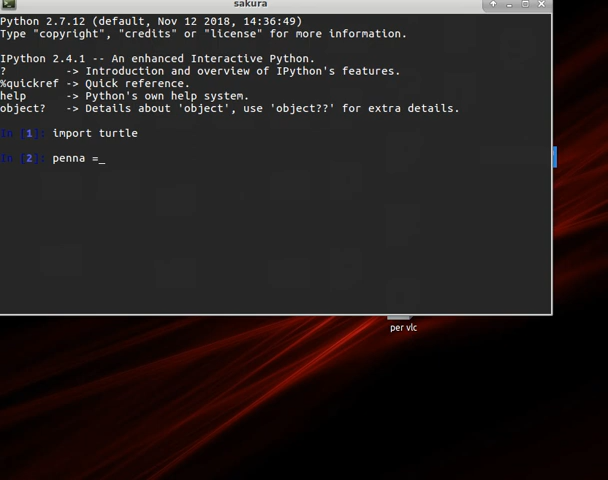 sakura
Python 2.7.12 (default, Nov 12 2018, 14:36:49)
Type "copyright", "credits" or "license" for more information.
IPython 2.4.1 -- An enhanced Interactive Python.
?         -> Introduction and overview of IPython's features.
%quickref -> Quick reference.
help      -> Python's own help system.
object?   -> Details about 'object', use 'object??' for extra details.
In [1]: import turtle
In [2]: penna =_
per vlc